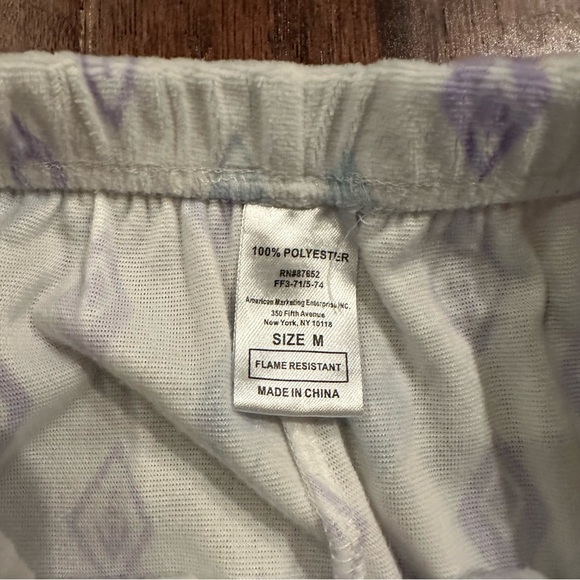 100% POLYESTER
RN#87652
FF3-71/5-74
American Marketing Enterprise, INC.
350 Fifth Avenue
New York, NY 10118
SIZE M
FLAME RESISTANT
MADE IN CHINA